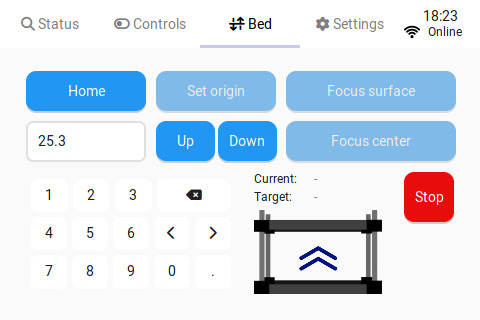 Status Controls Bed Settings 18:23
Online
Home Set origin Focus surface
25.3 Up Down Focus center
Current: -
Target: -
Stop
1 2 3
4 5 6
7 8 9 0 .